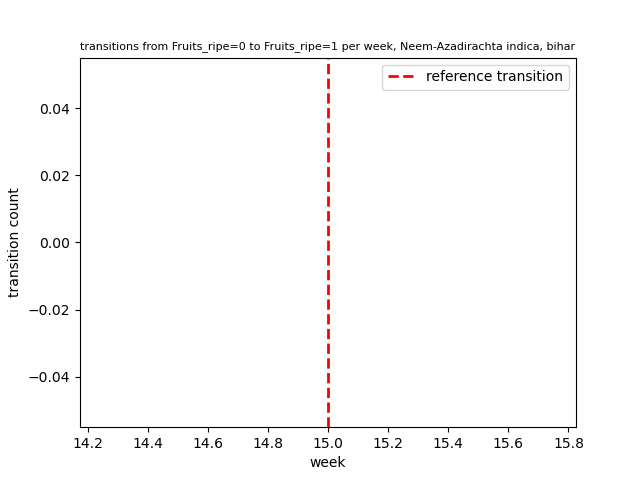 transitions from Fruits_ripe=0 to Fruits_ripe=1 per week, Neem-Azadirachta indica, bihar
reference transition
0.04
0.02
0.00
−0.02
−0.04
transition count
14.2 14.4 14.6 14.8 15.0 15.2 15.4 15.6 15.8
week